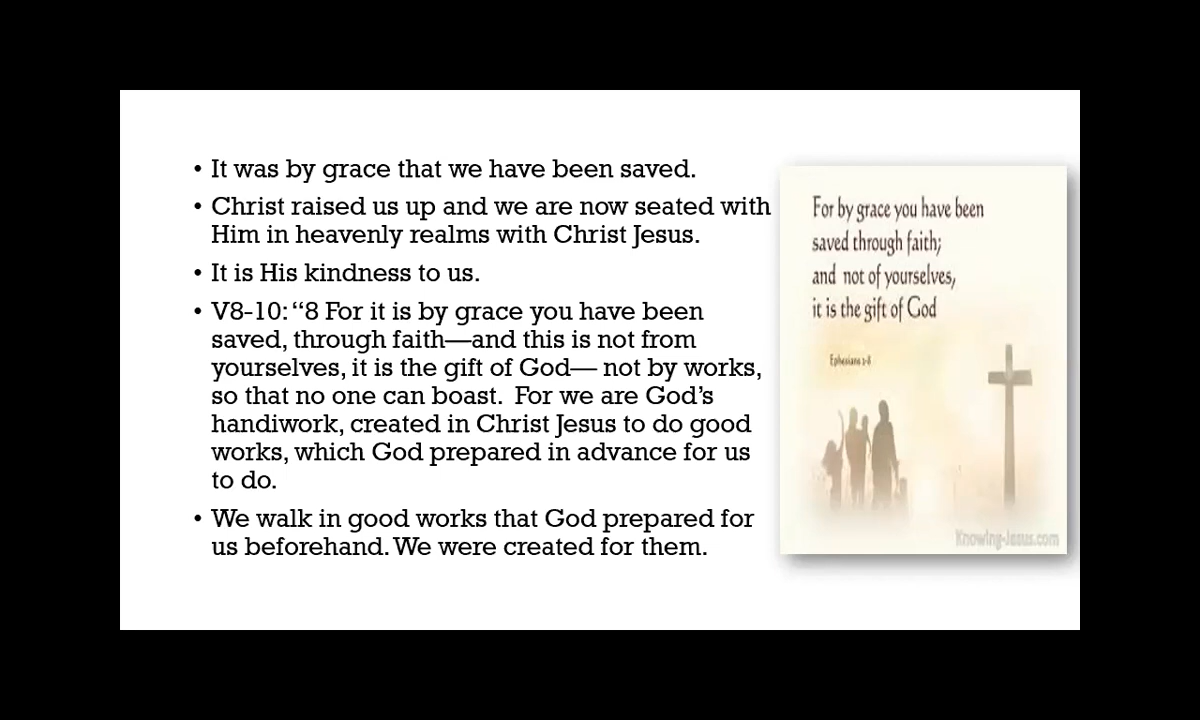 • It was by grace that we have been saved.
• Christ raised us up and we are now seated with
Him in heavenly realms with Christ Jesus.
• It is His kindness to us.
• V8-10: “8 For it is by grace you have been
saved, through faith—and this is not from
yourselves, it is the gift of God— not by works,
so that no one can boast.  For we are God’s
handiwork, created in Christ Jesus to do good
works, which God prepared in advance for us
to do.
• We walk in good works that God prepared for
us beforehand. We were created for them.
For by grace you have been
saved through faith;
and not of yourselves,
it is the gift of God
Ephesians 2-8
Knowing-Jesus.com